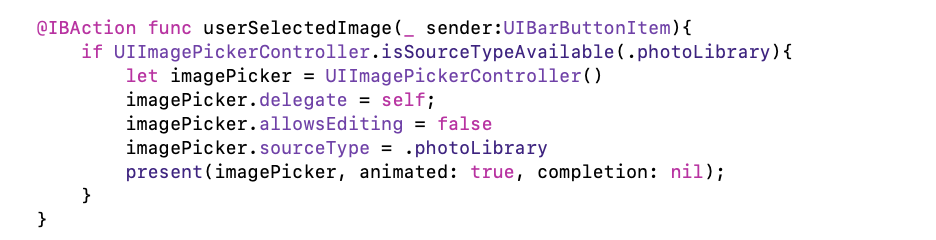 @IBAction func userSelectedImage(_ sender:UIBarButtonItem){
    if UIImagePickerController.isSourceTypeAvailable(.photoLibrary){
        let imagePicker = UIImagePickerController()
        imagePicker.delegate = self;
        imagePicker.allowsEditing = false
        imagePicker.sourceType = .photoLibrary
        present(imagePicker, animated: true, completion: nil);
    }
}